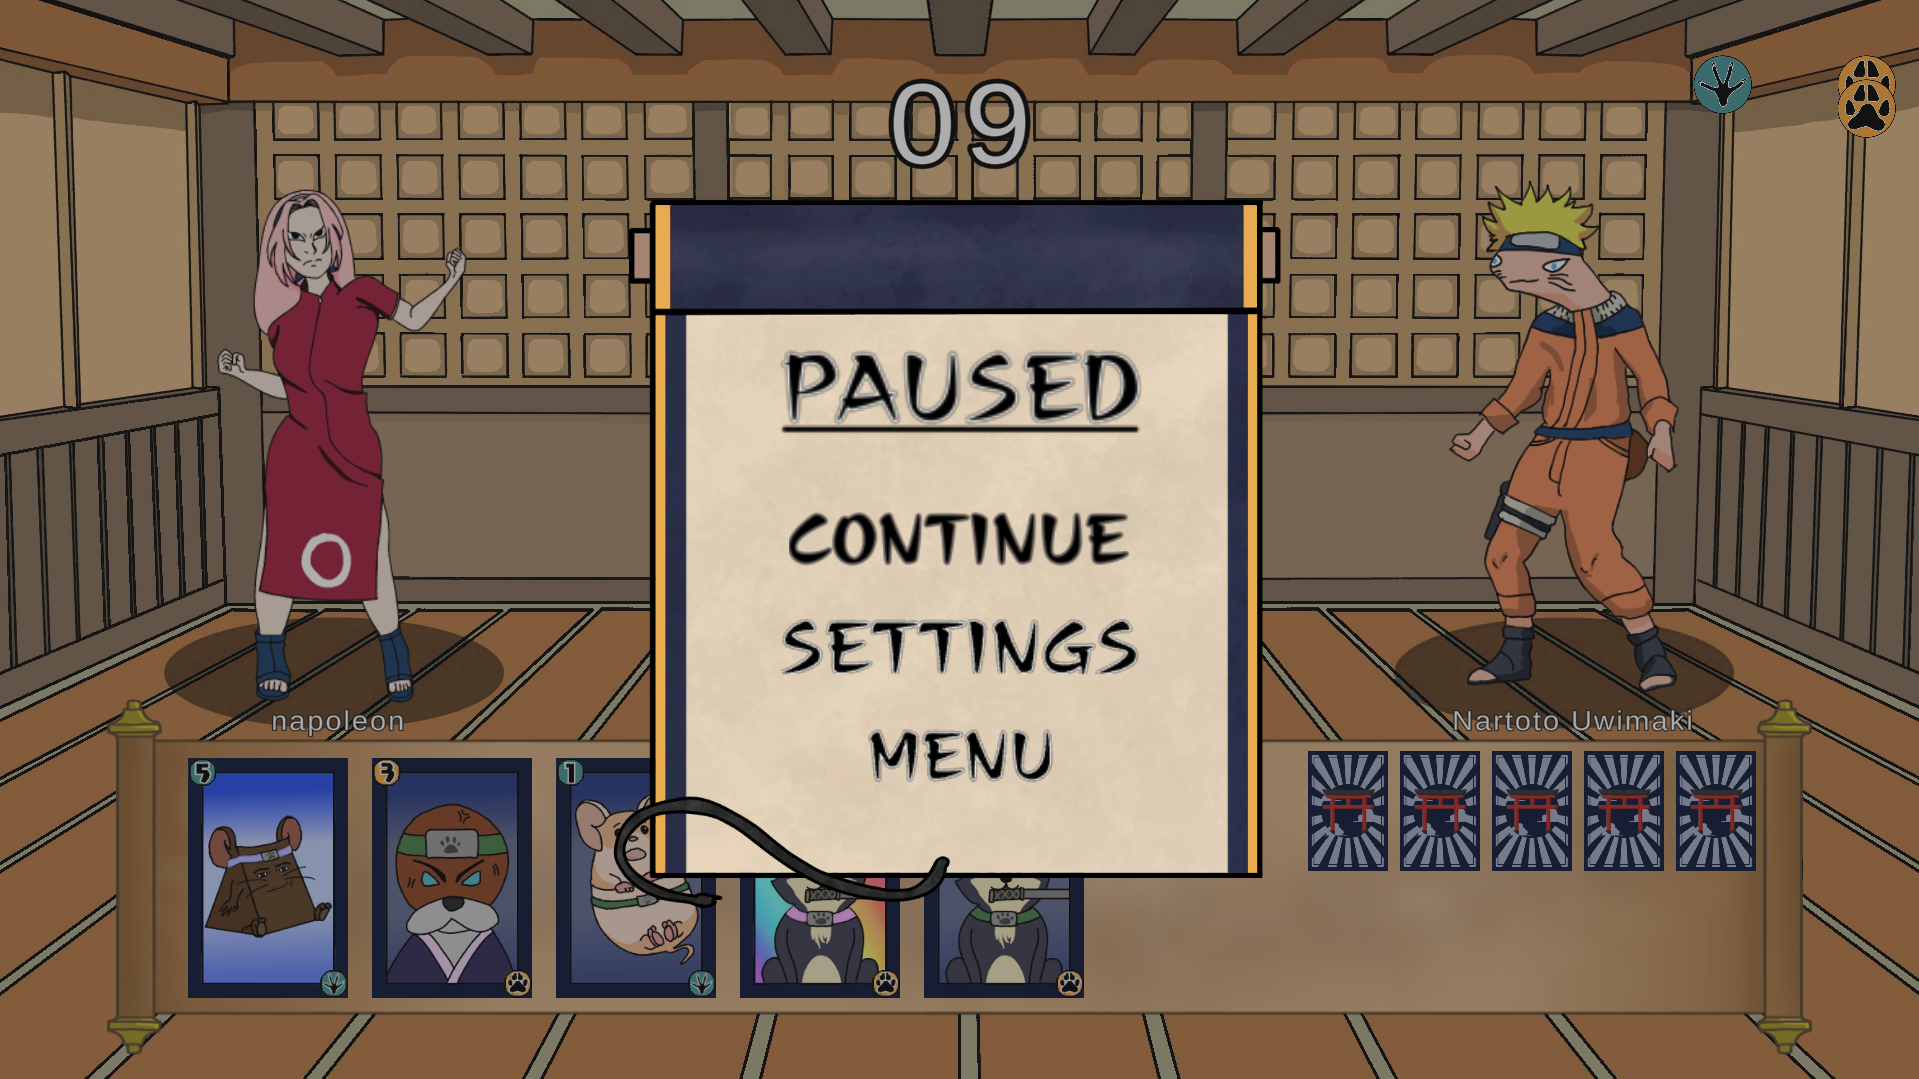 09
PAUSED
CONTINUE
SETTINGS
MENU
napoleon
Nartoto Uwimaki
5
3
1